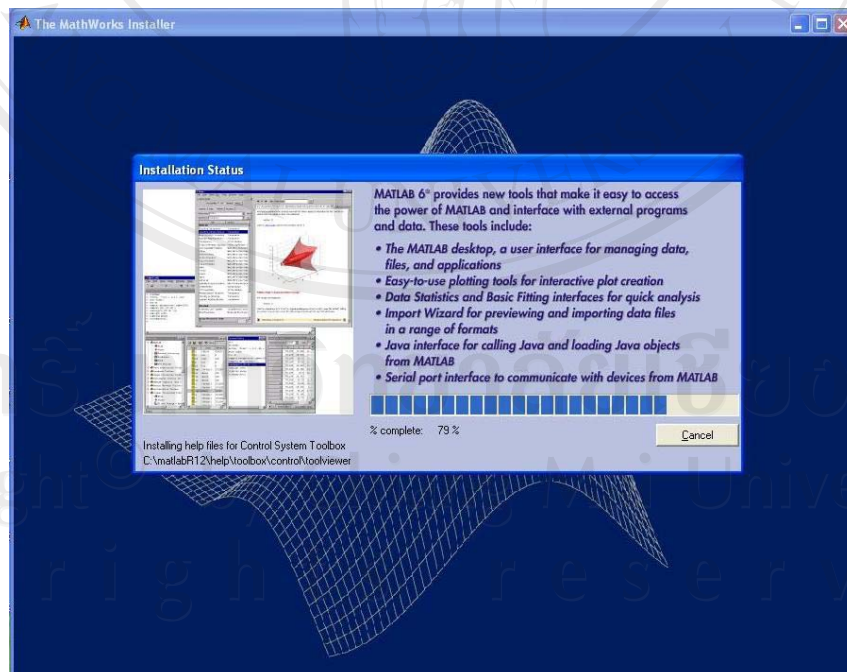 The MathWorks Installer
Installation Status
MATLAB 6® provides new tools that make it easy to access
the power of MATLAB and interface with external programs
and data. These tools include:
• The MATLAB desktop, a user interface for managing data,
files, and applications
• Easy-to-use plotting tools for interactive plot creation
• Data Statistics and Basic Fitting interfaces for quick analysis
• Import Wizard for previewing and importing data files
in a range of formats
• Java interface for calling Java and loading Java objects
from MATLAB
• Serial port interface to communicate with devices from MATLAB
% complete: 79 %
Cancel
Installing help files for Control System Toolbox
C:\matlabR12\help\toolbox\control\toolviewer